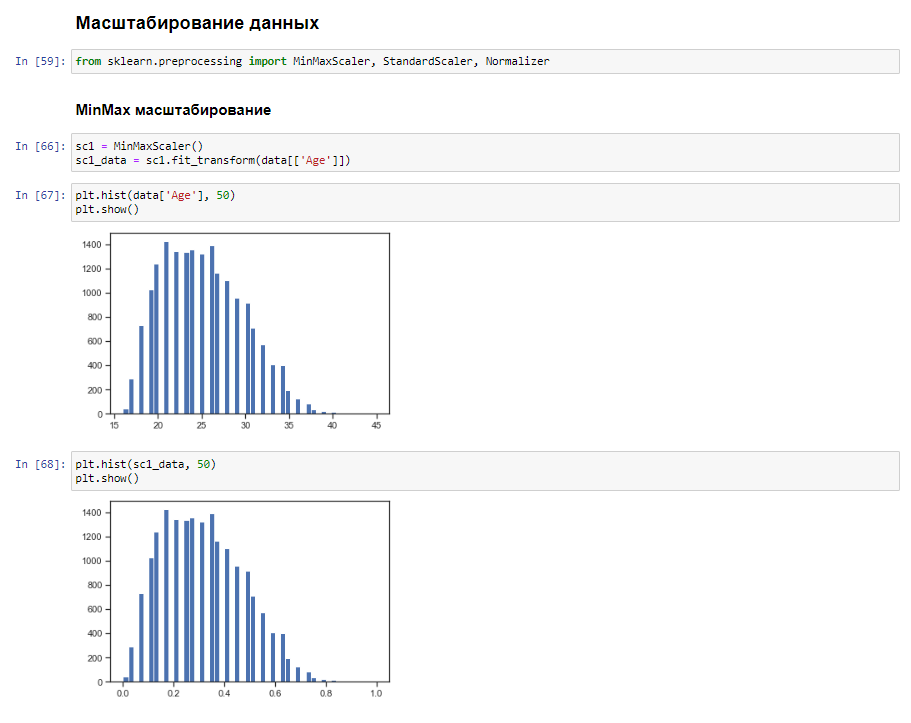 Масштабирование данных
In [59]: from sklearn.preprocessing import MinMaxScaler, StandardScaler, Normalizer
MinMax масштабирование
In [66]: sc1 = MinMaxScaler()
sc1_data = sc1.fit_transform(data[['Age']])
In [67]: plt.hist(data['Age'], 50)
plt.show()
1400
1200
1000
800
600
400
200
0
15 20 25 30 35 40 45
In [68]: plt.hist(sc1_data, 50)
plt.show()
1400
1200
1000
800
600
400
200
0
0.0 0.2 0.4 0.6 0.8 1.0